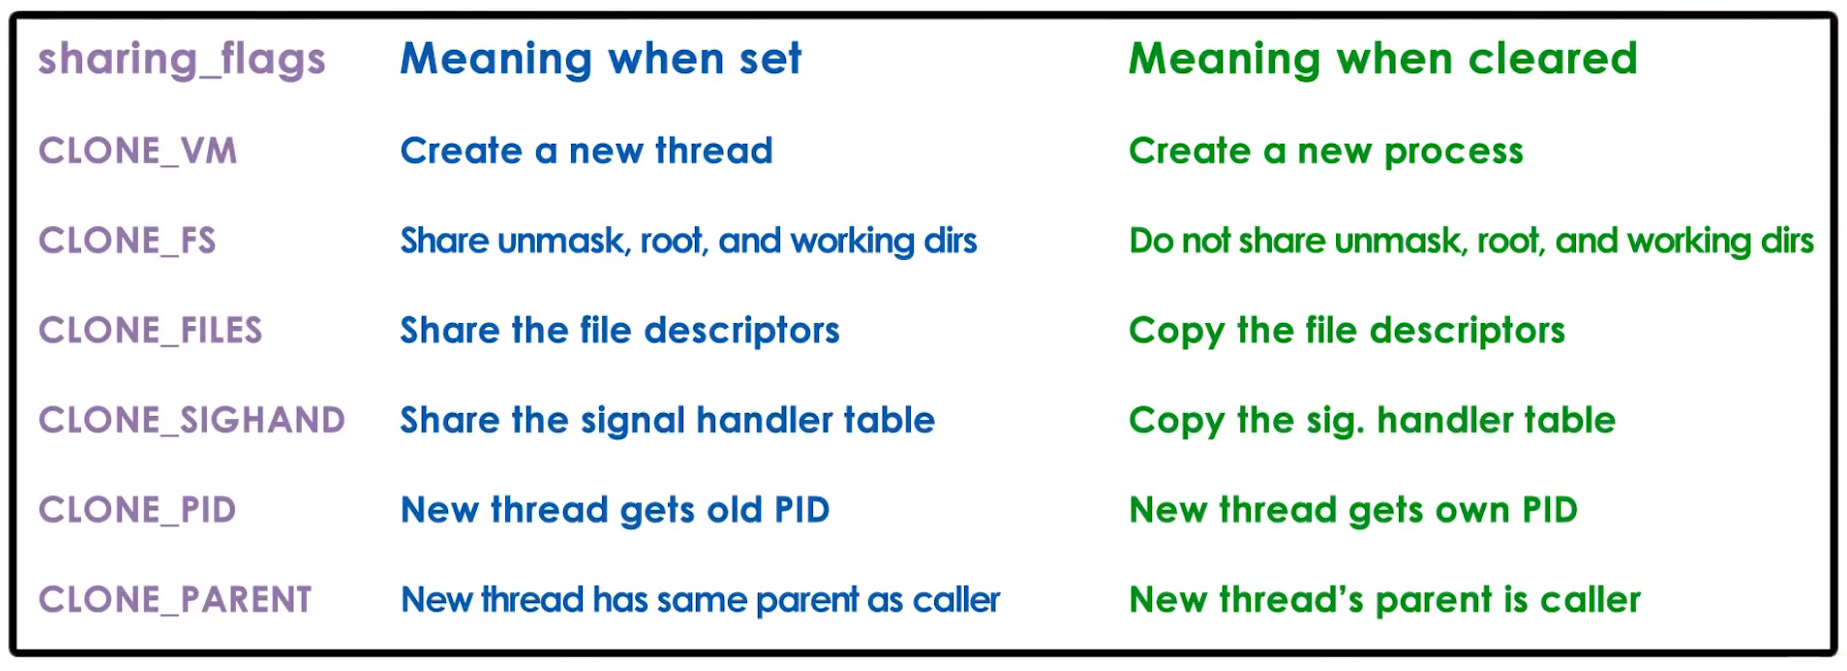 sharing_flags Meaning when set Meaning when cleared
CLONE_VM Create a new thread Create a new process
CLONE_FS Share unmask, root, and working dirs Do not share unmask, root, and working dirs
CLONE_FILES Share the file descriptors Copy the file descriptors
CLONE_SIGHAND Share the signal handler table Copy the sig. handler table
CLONE_PID New thread gets old PID New thread gets own PID
CLONE_PARENT New thread has same parent as caller New thread’s parent is caller